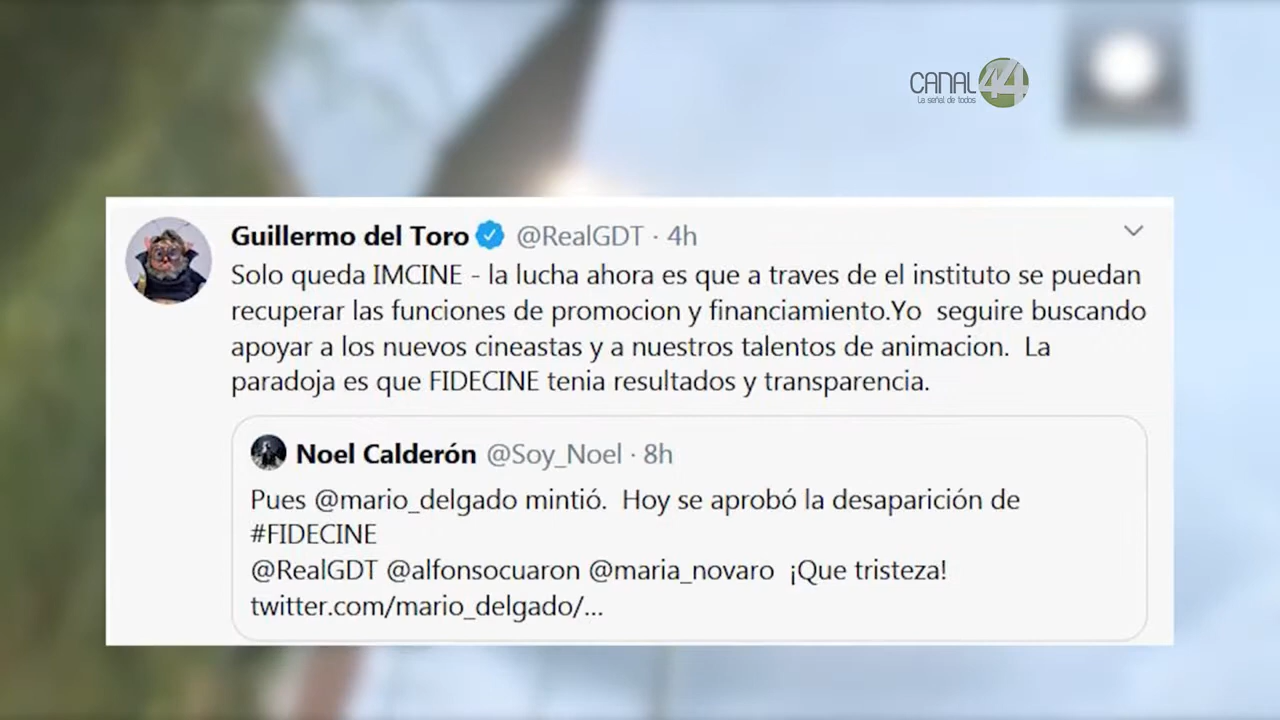 CANAL 44
La señal de todos
Guillermo del Toro @RealGDT · 4h
Solo queda IMCINE - la lucha ahora es que a traves de el instituto se puedan
recuperar las funciones de promocion y financiamiento.Yo  seguire buscando
apoyar a los nuevos cineastas y a nuestros talentos de animacion.  La
paradoja es que FIDECINE tenia resultados y transparencia.
Noel Calderón @Soy_Noel · 8h
Pues @mario_delgado mintió.  Hoy se aprobó la desaparición de
#FIDECINE
@RealGDT @alfonsocuaron @maria_novaro  ¡Que tristeza!
twitter.com/mario_delgado/...